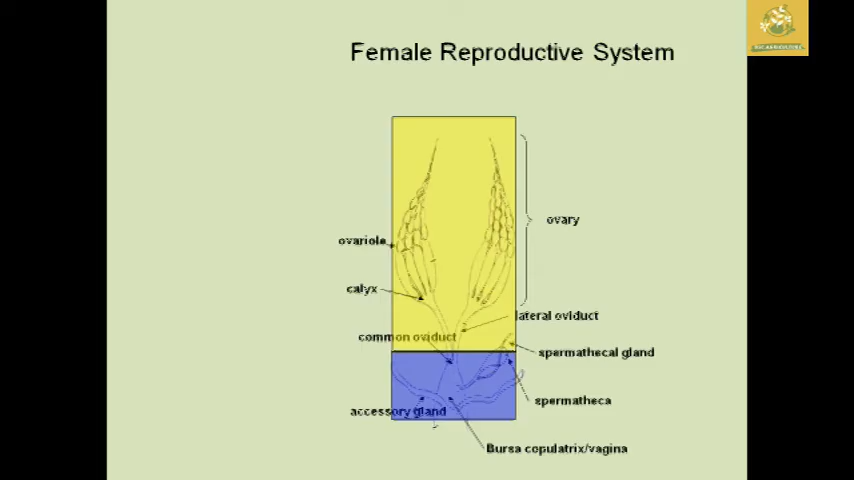 Female Reproductive System
ovary
ovariole
calyx
lateral oviduct
common oviduct
spermathecal gland
spermatheca
accessory gland
Bursa copulatrix/vagina